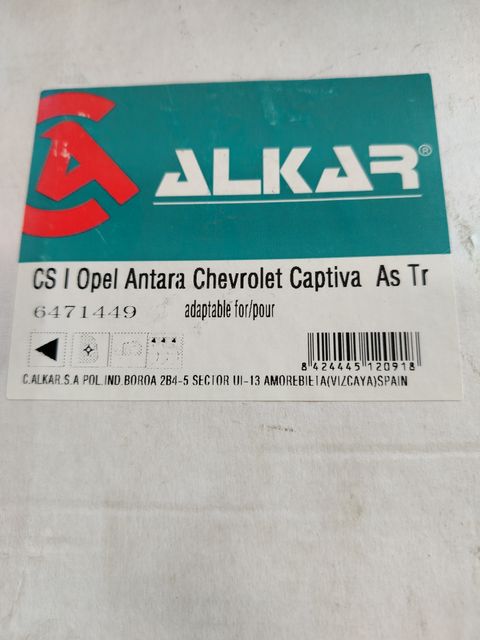 ALKAR®
CS I Opel Antara Chevrolet Captiva As Tr
6471449 adaptable for/pour
8 424445 120918
C.ALKAR.S.A POL.IND.BOROA 2B4-5 SECTOR UI-13 AMOREBIETA(VIZCAYA)SPAIN